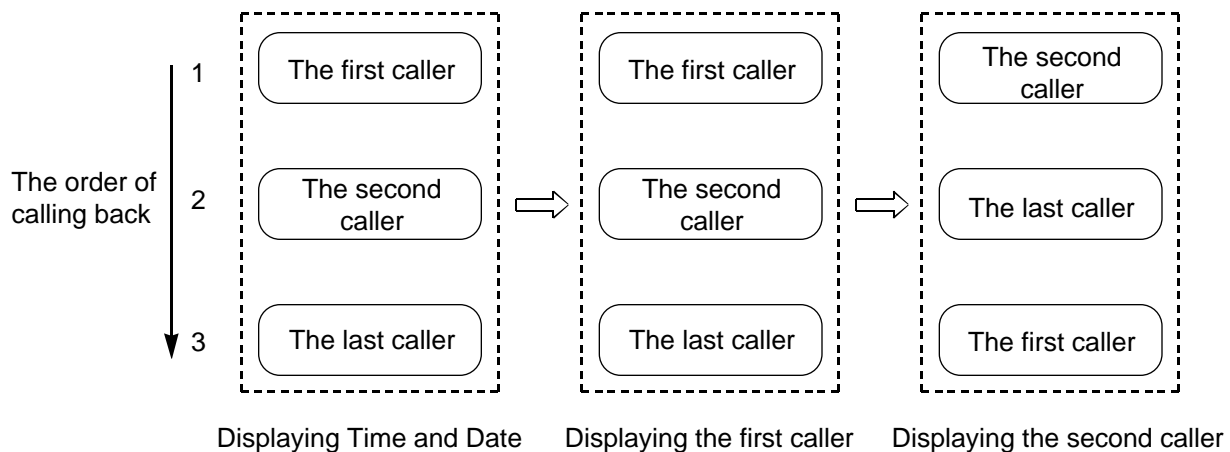 1
The first caller
The first caller
The second
caller
The order of
calling back
2
The second
caller
The second
caller
The last caller
3
The last caller
The last caller
The first caller
Displaying Time and Date
Displaying the first caller
Displaying the second caller